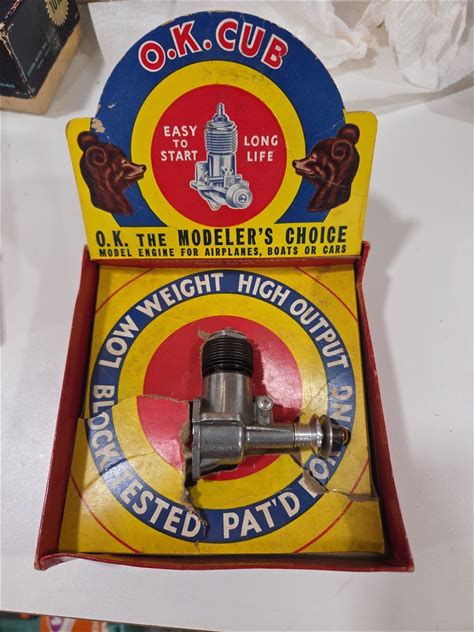 O.K. CUB
EASY TO START
LONG LIFE
O.K. THE MODELER'S CHOICE
MODEL ENGINE FOR AIRPLANES, BOATS OR CARS
LOW WEIGHT HIGH OUTPUT
BLOCK TESTED PAT'D